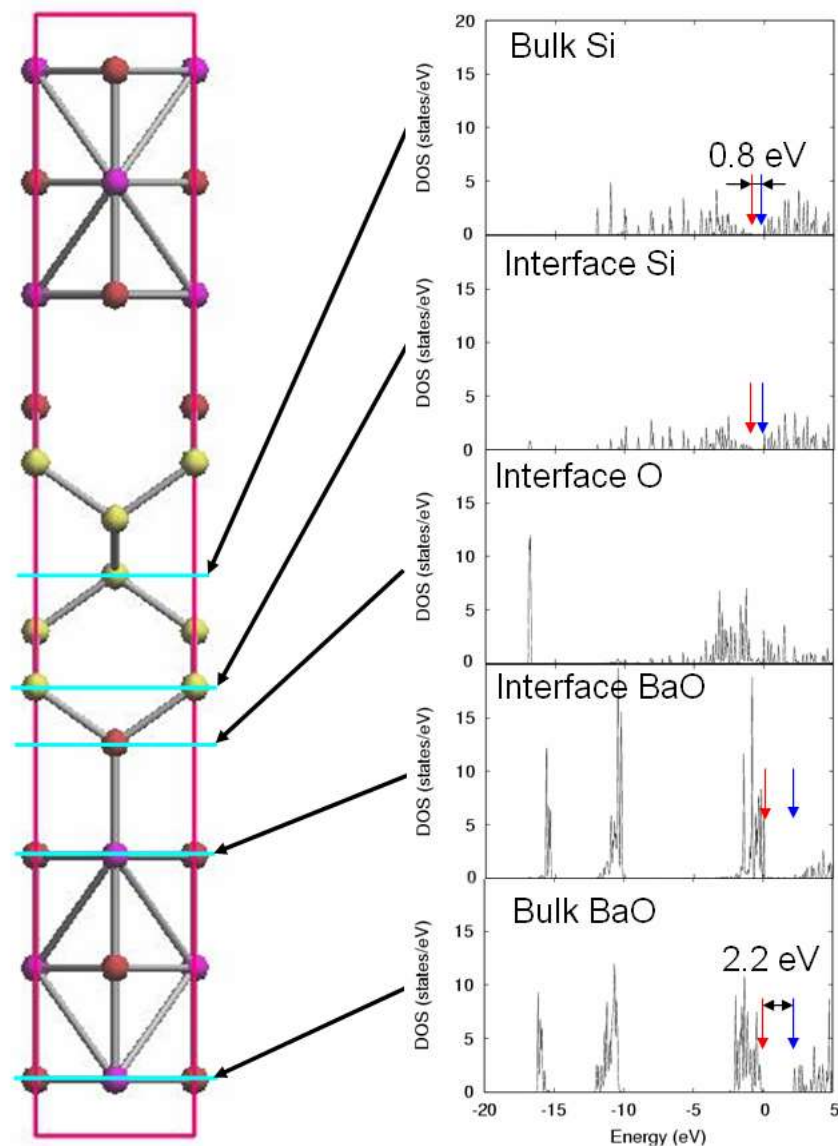 Bulk Si
DOS (states/eV)
20
15
10
5
0
0.8 eV
Interface Si
DOS (states/eV)
15
10
5
0
Interface O
DOS (states/eV)
15
10
5
0
Interface BaO
DOS (states/eV)
15
10
5
0
Bulk BaO
DOS (states/eV)
15
10
5
0
2.2 eV
-20 -15 -10 -5 0 5
Energy (eV)